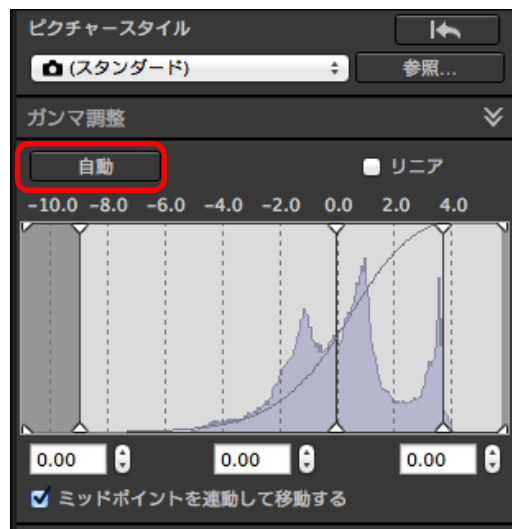 ピクチャースタイル
(スタンダード)
参照...
ガンマ調整
自動
リニア
-10.0 -8.0 -6.0 -4.0 -2.0 0.0 2.0 4.0
0.00 0.00 0.00
ミッドポイントを連動して移動する